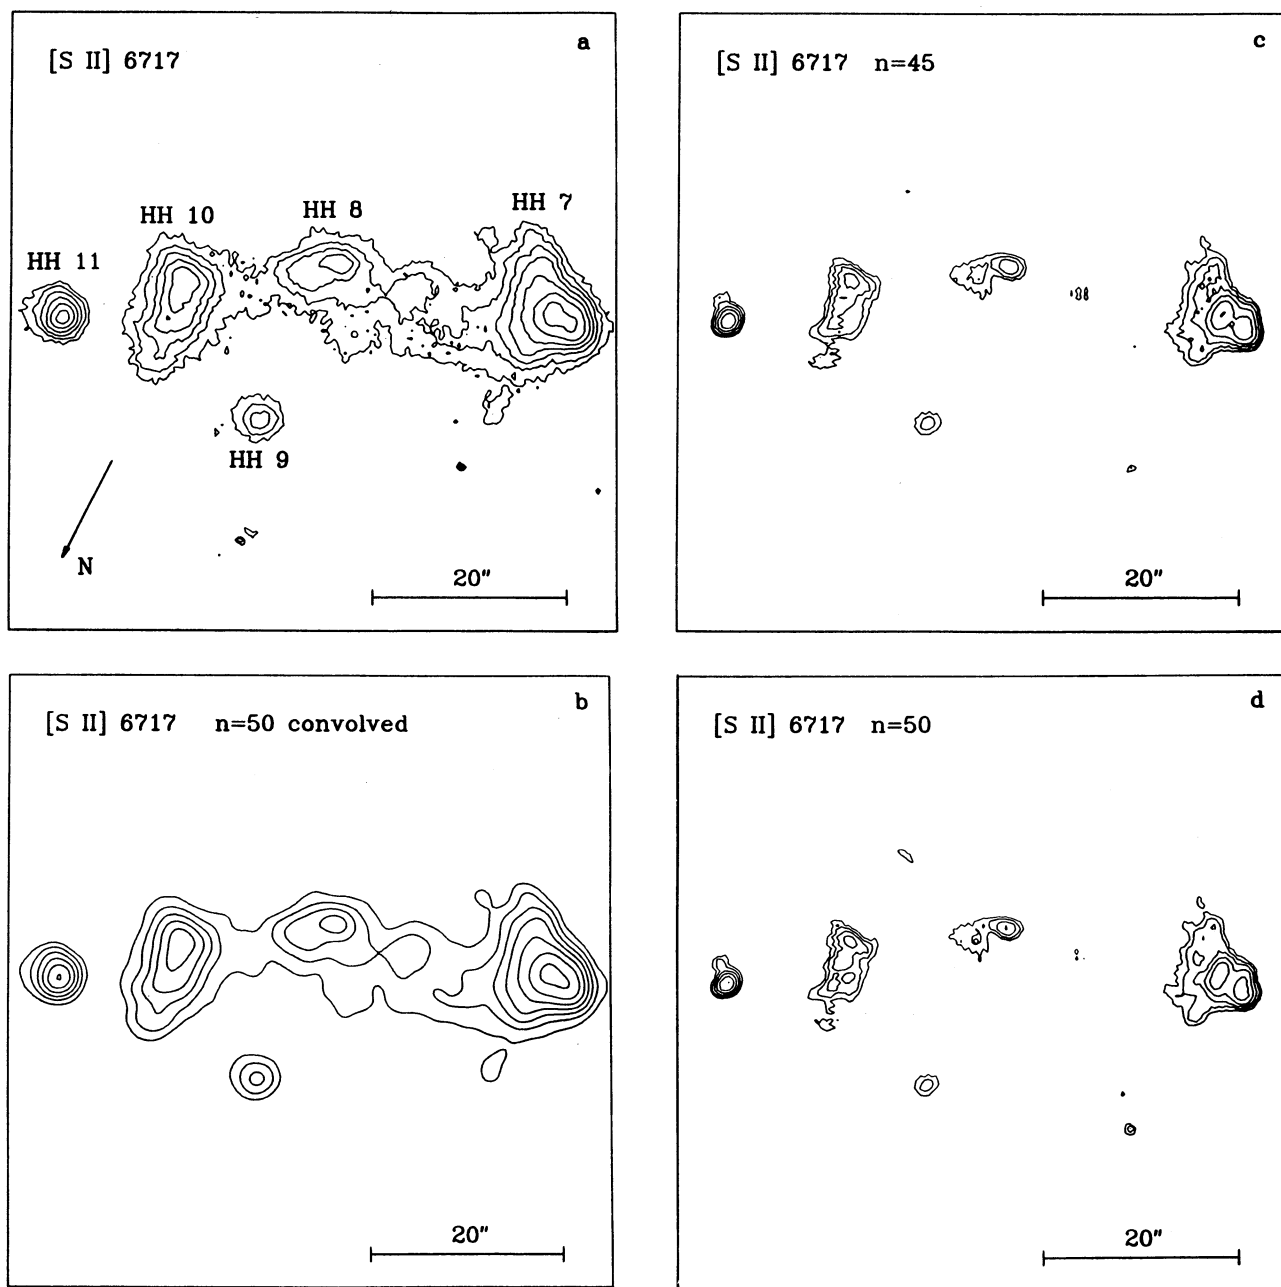 a
[S II] 6717
HH 10
HH 8
HH 7
HH 11
HH 9
N
20"
c
[S II] 6717 n=45
20"
b
[S II] 6717 n=50 convolved
20"
d
[S II] 6717 n=50
20"